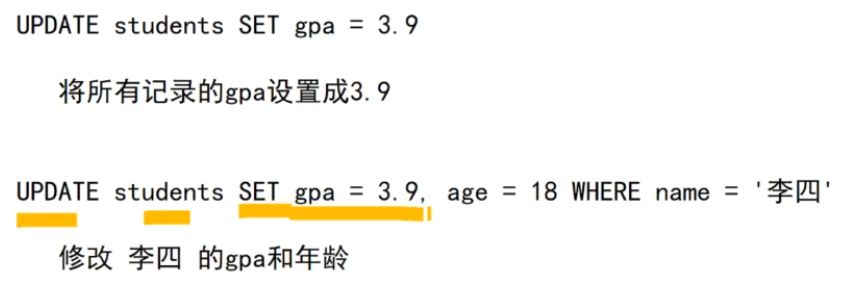 UPDATE students SET gpa = 3.9
将所有记录的gpa设置成3.9
UPDATE students SET gpa = 3.9, age = 18 WHERE name = '李四'
修改 李四 的gpa和年龄